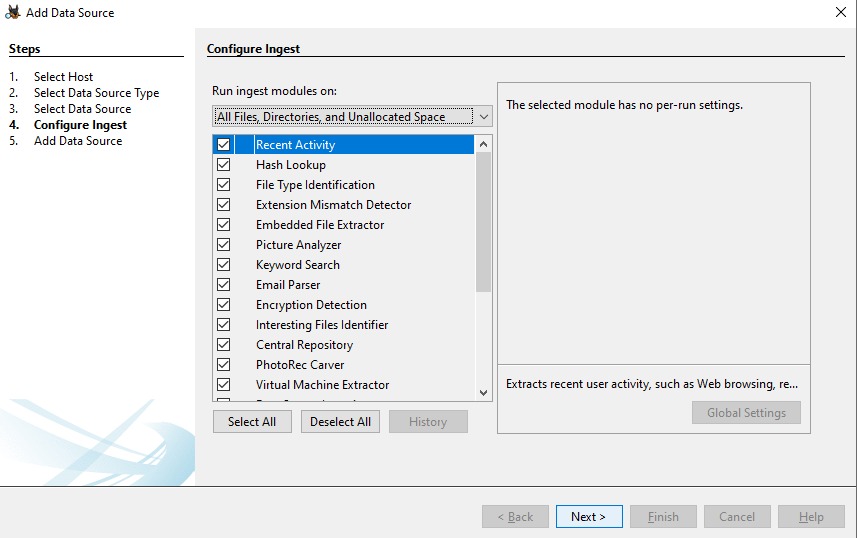 Add Data Source
Steps
1. Select Host
2. Select Data Source Type
3. Select Data Source
4. Configure Ingest
5. Add Data Source
Configure Ingest
Run ingest modules on:
All Files, Directories, and Unallocated Space
Recent Activity
Hash Lookup
File Type Identification
Extension Mismatch Detector
Embedded File Extractor
Picture Analyzer
Keyword Search
Email Parser
Encryption Detection
Interesting Files Identifier
Central Repository
PhotoRec Carver
Virtual Machine Extractor
Select All
Deselect All
History
The selected module has no per-run settings.
Extracts recent user activity, such as Web browsing, re...
Global Settings
< Back
Next >
Finish
Cancel
Help